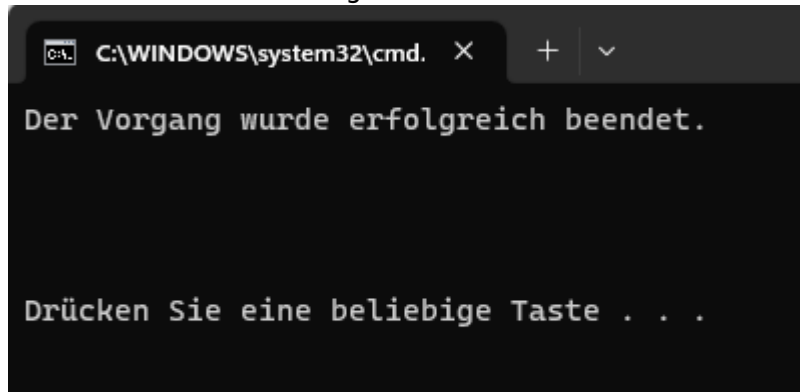 C:\WINDOWS\system32\cmd.
Der Vorgang wurde erfolgreich beendet.
Drücken Sie eine beliebige Taste . . .